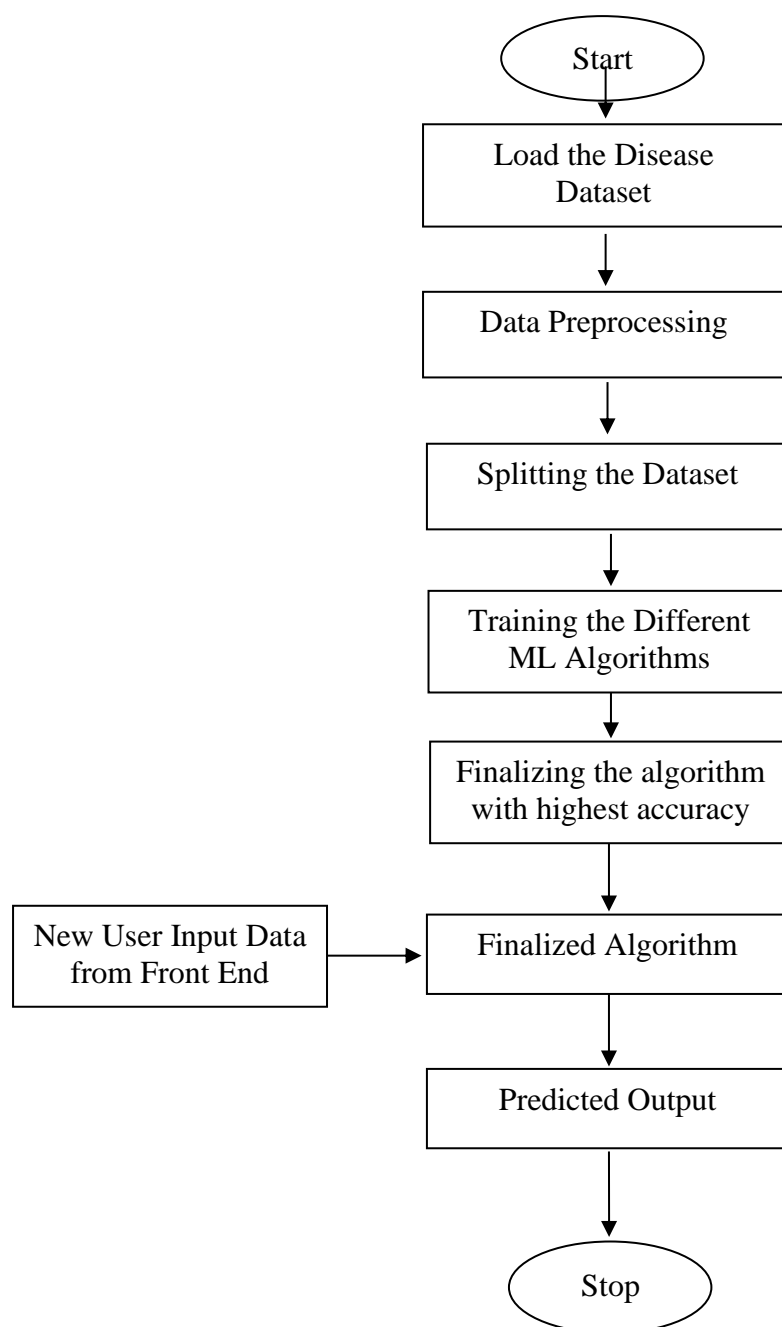 Start
Load the Disease
Dataset
Data Preprocessing
Splitting the Dataset
Training the Different
ML Algorithms
Finalizing the algorithm
with highest accuracy
New User Input Data
from Front End
Finalized Algorithm
Predicted Output
Stop